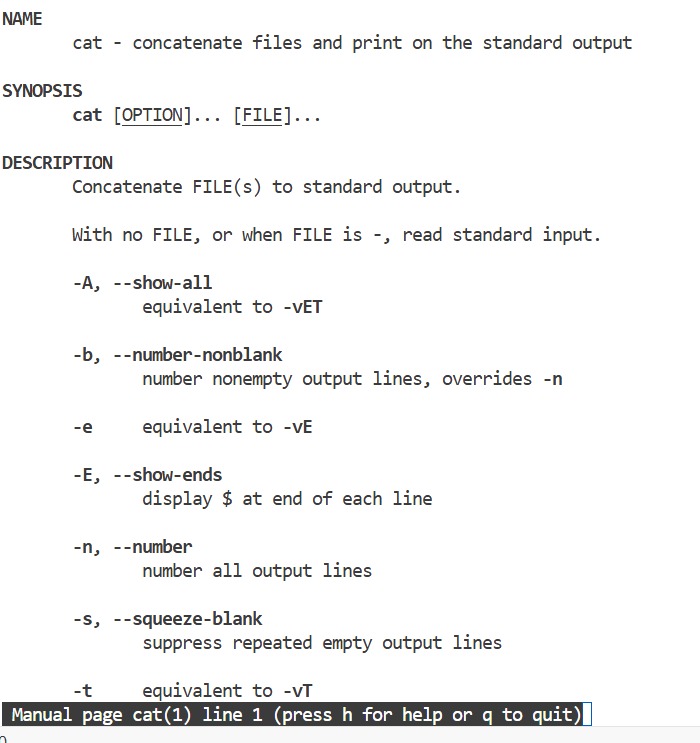 NAME
cat - concatenate files and print on the standard output
SYNOPSIS
cat [OPTION]... [FILE]...
DESCRIPTION
Concatenate FILE(s) to standard output.
With no FILE, or when FILE is -, read standard input.
-A, --show-all
equivalent to -vET
-b, --number-nonblank
number nonempty output lines, overrides -n
-e equivalent to -vE
-E, --show-ends
display $ at end of each line
-n, --number
number all output lines
-s, --squeeze-blank
suppress repeated empty output lines
-t equivalent to -vT
Manual page cat(1) line 1 (press h for help or q to quit)